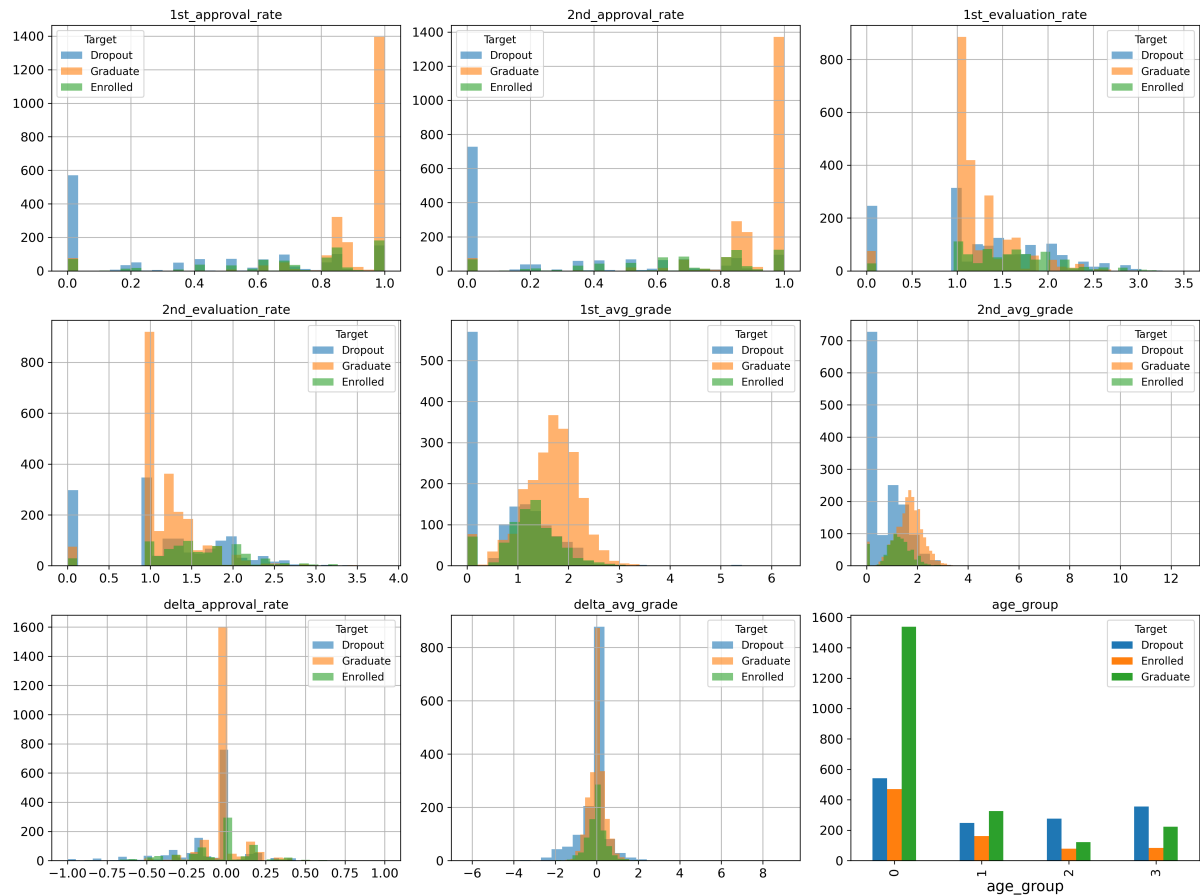 1st_approval_rate
Target
Dropout
Graduate
Enrolled
1400
1200
1000
800
600
400
200
0
0.0 0.2 0.4 0.6 0.8 1.0
2nd_approval_rate
Target
Dropout
Graduate
Enrolled
1400
1200
1000
800
600
400
200
0
0.0 0.2 0.4 0.6 0.8 1.0
1st_evaluation_rate
Target
Dropout
Graduate
Enrolled
800
600
400
200
0
0.0 0.5 1.0 1.5 2.0 2.5 3.0 3.5
2nd_evaluation_rate
Target
Dropout
Graduate
Enrolled
800
600
400
200
0
0.0 0.5 1.0 1.5 2.0 2.5 3.0 3.5 4.0
1st_avg_grade
Target
Dropout
Graduate
Enrolled
500
400
300
200
100
0
0 1 2 3 4 5 6
2nd_avg_grade
Target
Dropout
Graduate
Enrolled
700
600
500
400
300
200
100
0
0 2 4 6 8 10 12
delta_approval_rate
Target
Dropout
Graduate
Enrolled
1600
1400
1200
1000
800
600
400
200
0
−1.00 −0.75 −0.50 −0.25 0.00 0.25 0.50 0.75 1.00
delta_avg_grade
Target
Dropout
Graduate
Enrolled
800
600
400
200
0
−6 −4 −2 0 2 4 6 8
age_group
Target
Dropout
Enrolled
Graduate
1600
1400
1200
1000
800
600
400
200
0
0 1 2 3
age_group